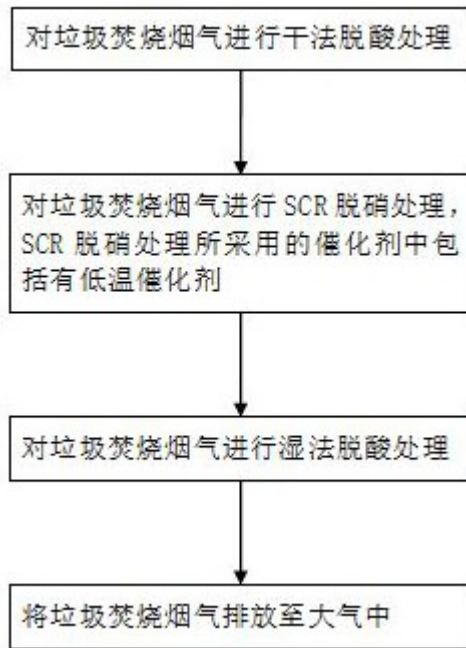 对垃圾焚烧烟气进行干法脱酸处理
对垃圾焚烧烟气进行 SCR 脱硝处理，
SCR 脱硝处理所采用的催化剂中包
括有低温催化剂
对垃圾焚烧烟气进行湿法脱酸处理
将垃圾焚烧烟气排放至大气中